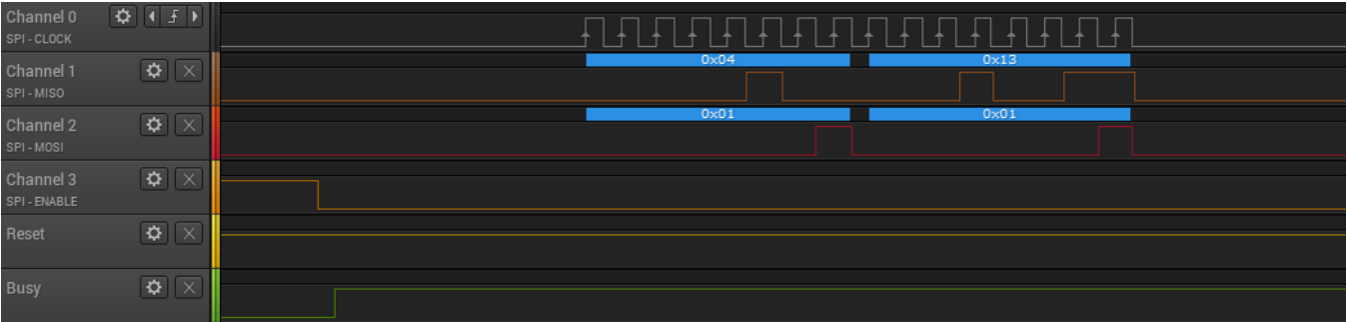 Channel 0
SPI - CLOCK
0x04
Channel 1
SPI - MISO
0x01
0x13
Channel 2
SPI - MOSI
0x01
Channel 3
SPI - ENABLE
Reset
Busy